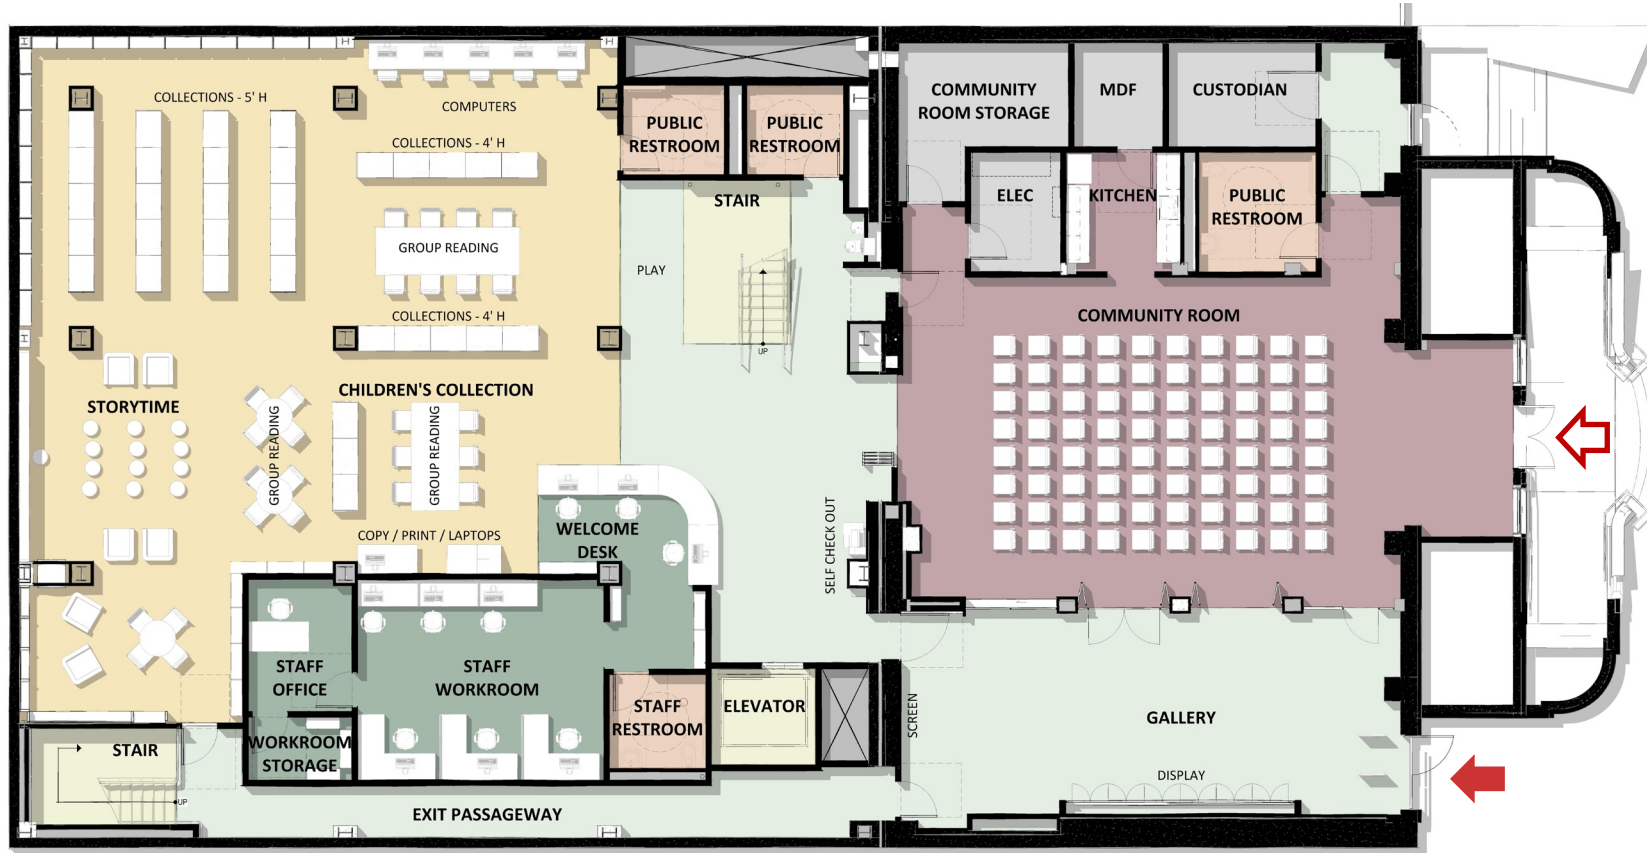 COLLECTIONS - 5' H
COMPUTERS
COLLECTIONS - 4' H
GROUP READING
COLLECTIONS - 4' H
CHILDREN'S COLLECTION
STORYTIME
GROUP READING
GROUP READING
COPY / PRINT / LAPTOPS
WELCOME
DESK
STAFF
OFFICE
STAFF
WORKROOM
WORKROOM
STORAGE
STAFF
RESTROOM
ELEVATOR
STAIR
UP
EXIT PASSAGEWAY
PUBLIC
RESTROOM
PUBLIC
RESTROOM
STAIR
PLAY
UP
SELF CHECK OUT
SCREEN
COMMUNITY
ROOM STORAGE
MDF
CUSTODIAN
ELEC
KITCHEN
PUBLIC
RESTROOM
COMMUNITY ROOM
GALLERY
DISPLAY